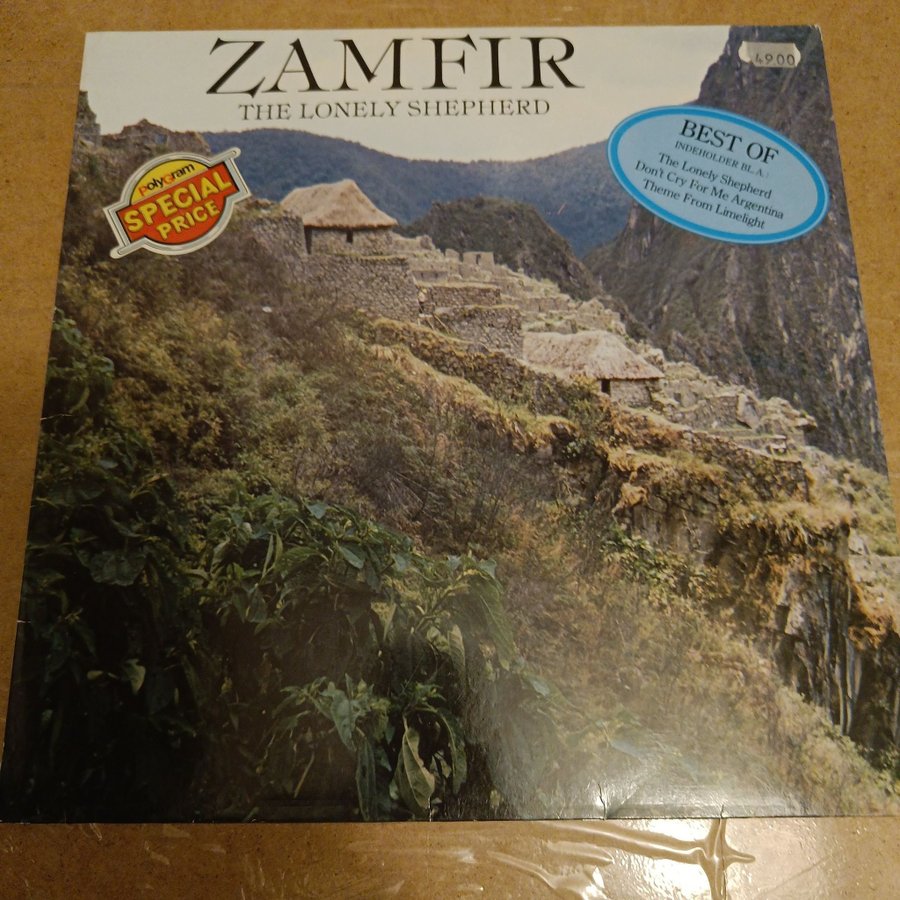 ZAMFIR
THE LONELY SHEPHERD
4900
BEST OF
INDEHOLDER BL. A.:
The Lonely Shepherd
Don't Cry For Me Argentina
Theme From Limelight
PolyGram
SPECIAL
PRICE